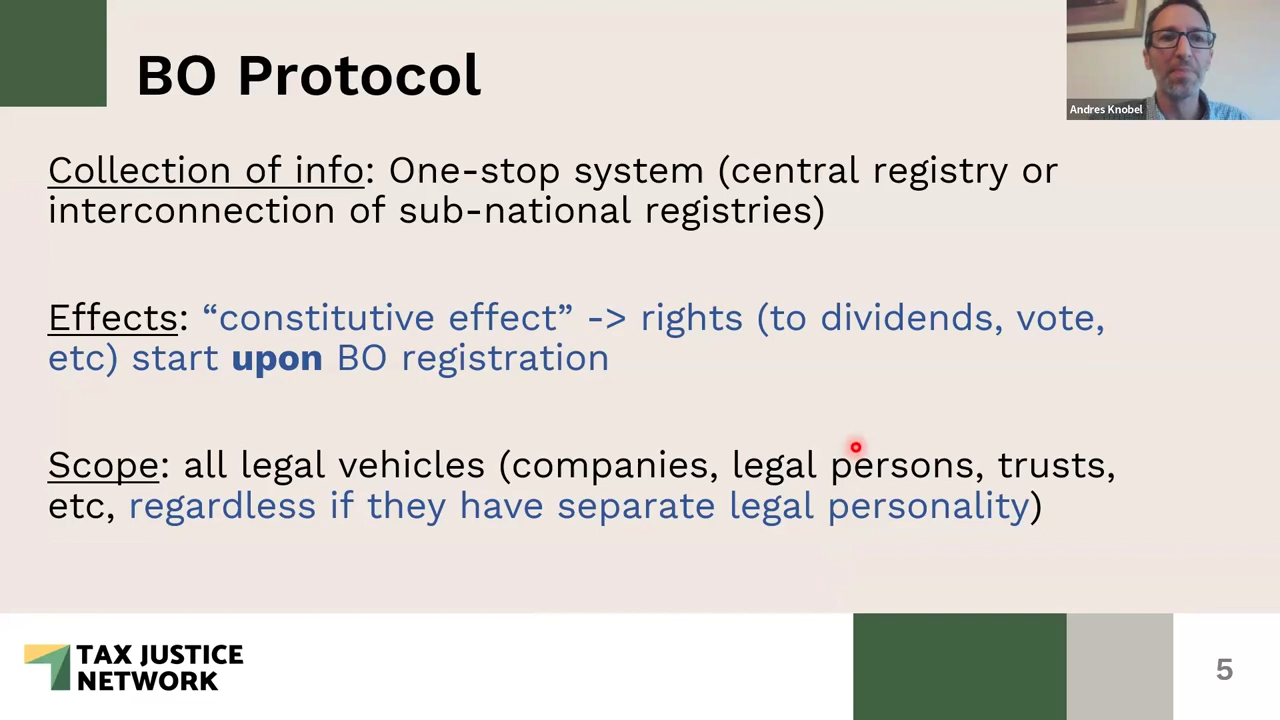 BO Protocol
Andres Knobel
Collection of info: One-stop system (central registry or
interconnection of sub-national registries)
Effects: “constitutive effect” -> rights (to dividends, vote,
etc) start upon BO registration
Scope: all legal vehicles (companies, legal persons, trusts,
etc, regardless if they have separate legal personality)
TAX JUSTICE
NETWORK
5